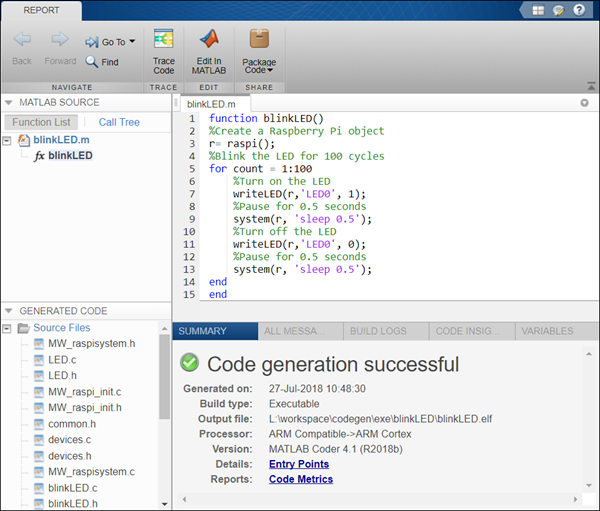 REPORT
Back
Forward
Go To
Find
Trace
Code
Edit In
MATLAB
Package
Code
NAVIGATE
TRACE
EDIT
SHARE
MATLAB SOURCE
Function List
Call Tree
blinkLED.m
fx blinkLED
blinkLED.m
1 function blinkLED()
2 %Create a Raspberry Pi object
3 r= raspi();
4 %Blink the LED for 100 cycles
5 for count = 1:100
6 %Turn on the LED
7 writeLED(r,'LED0', 1);
8 %Pause for 0.5 seconds
9 system(r, 'sleep 0.5');
10 %Turn off the LED
11 writeLED(r,'LED0', 0);
12 %Pause for 0.5 seconds
13 system(r, 'sleep 0.5');
14 end
15 end
GENERATED CODE
Source Files
MW_raspisystem.h
LED.c
LED.h
MW_raspi_init.c
MW_raspi_init.h
common.h
devices.c
devices.h
MW_raspisystem.c
blinkLED.c
blinkLED.h
SUMMARY
ALL MESSA...
BUILD LOGS
CODE INSIG...
VARIABLES
Code generation successful
Generated on: 27-Jul-2018 10:48:30
Build type: Executable
Output file: L:\workspace\codegen\exe\blinkLED\blinkLED.elf
Processor: ARM Compatible->ARM Cortex
Version: MATLAB Coder 4.1 (R2018b)
Details: Entry Points
Reports: Code Metrics